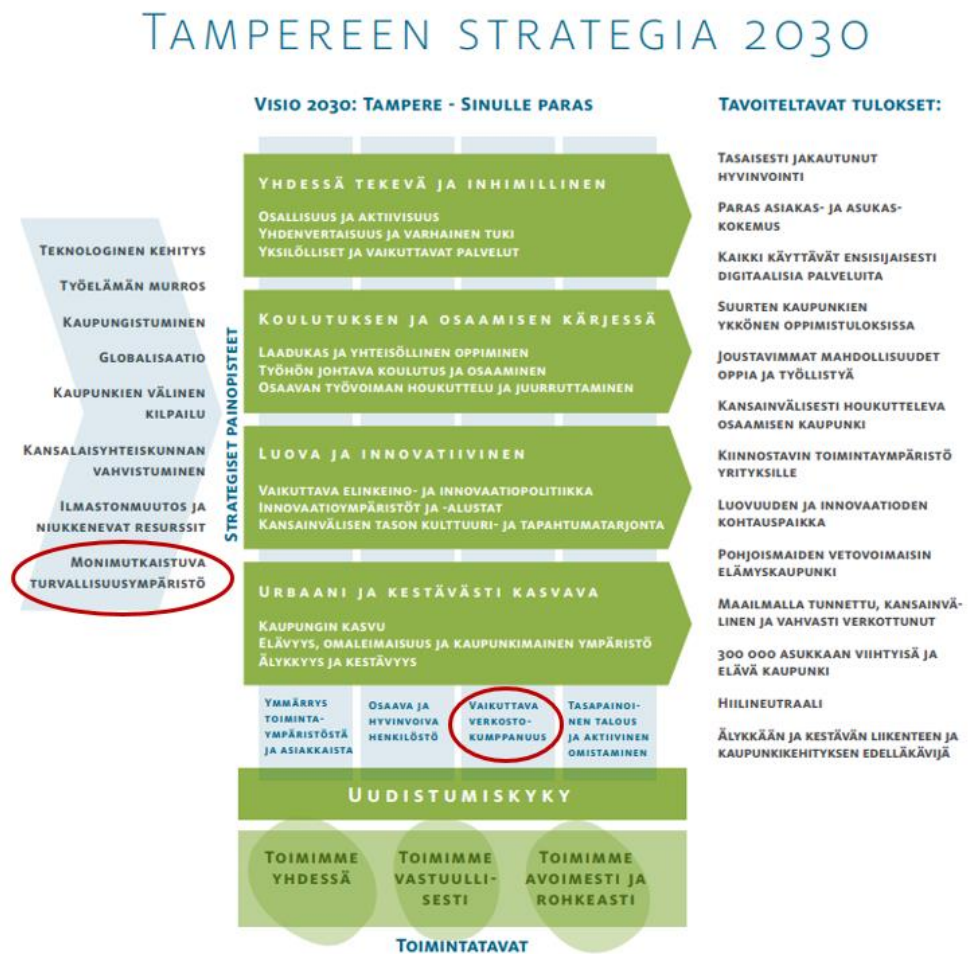 TAMPEREEN STRATEGIA 2030
VISIO 2030: TAMPERE - SINULLE PARAS
TEKNOLOGINEN KEHITYS
TYÖELÄMÄN MURROS
KAUPUNGISTUMINEN
GLOBALISAATIO
KAUPUNKIEN VÄLINEN
KILPAILU
KANSALAISYHTEISKUNNAN
VAHVISTUMINEN
ILMASTONMUUTOS JA
NIUKKENEVAT RESURSSIT
MONIMUTKAISTUVA
TURVALLISUUSYMPÄRISTÖ
STRATEGISET PAINOPISTEET
YHDESSÄ TEKEVÄ JA INHIMILLINEN
OSALLISUUS JA AKTIIVISUUS
YHDENVERTAISUUS JA VARHAINEN TUKI
YKSILÖLLISET JA VAIKUTTAVAT PALVELUT
KOULUTUKSEN JA OSAAMISEN KÄRJESSÄ
LAADUKAS JA YHTEISÖLLINEN OPPIMINEN
TYÖHÖN JOHTAVA KOULUTUS JA OSAAMINEN
OSAAVAN TYÖVOIMAN HOUKUTTELU JA JUURRUTTAMINEN
LUOVA JA INNOVATIIVINEN
VAIKUTTAVA ELINKEINO- JA INNOVAATIOPOLITIIKKA
INNOVAATIOYMPÄRISTÖT JA -ALUSTAT
KANSAINVÄLISEN TASON KULTTUURI- JA TAPAHTUMATARJONTA
URBAANI JA KESTÄVÄSTI KASVAVA
KAUPUNGIN KASVU
ELÄVYYS, OMALEIMAISUUS JA KAUPUNKIMAINEN YMPÄRISTÖ
ÄLYKKYYS JA KESTÄVYYS
YMMÄRRYS
TOIMINTA-
YMPÄRISTÖSTÄ
JA ASIAKKAISTA
OSAAVA JA
HYVINVOIVA
HENKILÖSTÖ
VAIKUTTAVA
VERKOSTO-
KUMPPANUUS
TASAPAINOI-
NEN TALOUS
JA AKTIIVINEN
OMISTAMINEN
UUDISTUMISKYKY
TOIMIMME
YHDESSÄ
TOIMIMME
VASTUULLI-
SESTI
TOIMIMME
AVOIMESTI JA
ROHKEASTI
TOIMINTATAVAT
TAVOITELTAVAT TULOKSET:
TASAISESTI JAKAUTUNUT
HYVINVOINTI
PARAS ASIAKAS- JA ASUKAS-
KOKEMUS
KAIKKI KÄYTTÄVÄT ENSISIJAISESTI
DIGITAALISIA PALVELUITA
SUURTEN KAUPUNKIEN
YKKÖNEN OPPIMISTULOKSISSA
JOUSTAVIMMAT MAHDOLLISUUDET
OPPIA JA TYÖLLISTYÄ
KANSAINVÄLISESTI HOUKUTTELEVA
OSAAMISEN KAUPUNKI
KIINNOSTAVIN TOIMINTAYMPÄRISTÖ
YRITYKSILLE
LUOVUUDEN JA INNOVAATIODEN
KOHTAUSPAIKKA
POHJOISMAIDEN VETOVOIMAISIN
ELÄMYSKAUPUNKI
MAAILMALLA TUNNETTU, KANSAINVÄ-
LINEN JA VAHVASTI VERKOTTUNUT
300 000 ASUKKAAN VIIHTYISÄ JA
ELÄVÄ KAUPUNKI
HIILINEUTRAALI
ÄLYKKÄÄN JA KESTÄVÄN LIIKENTEEN JA
KAUPUNKIKEHITYKSEN EDELLÄKÄVIJÄ